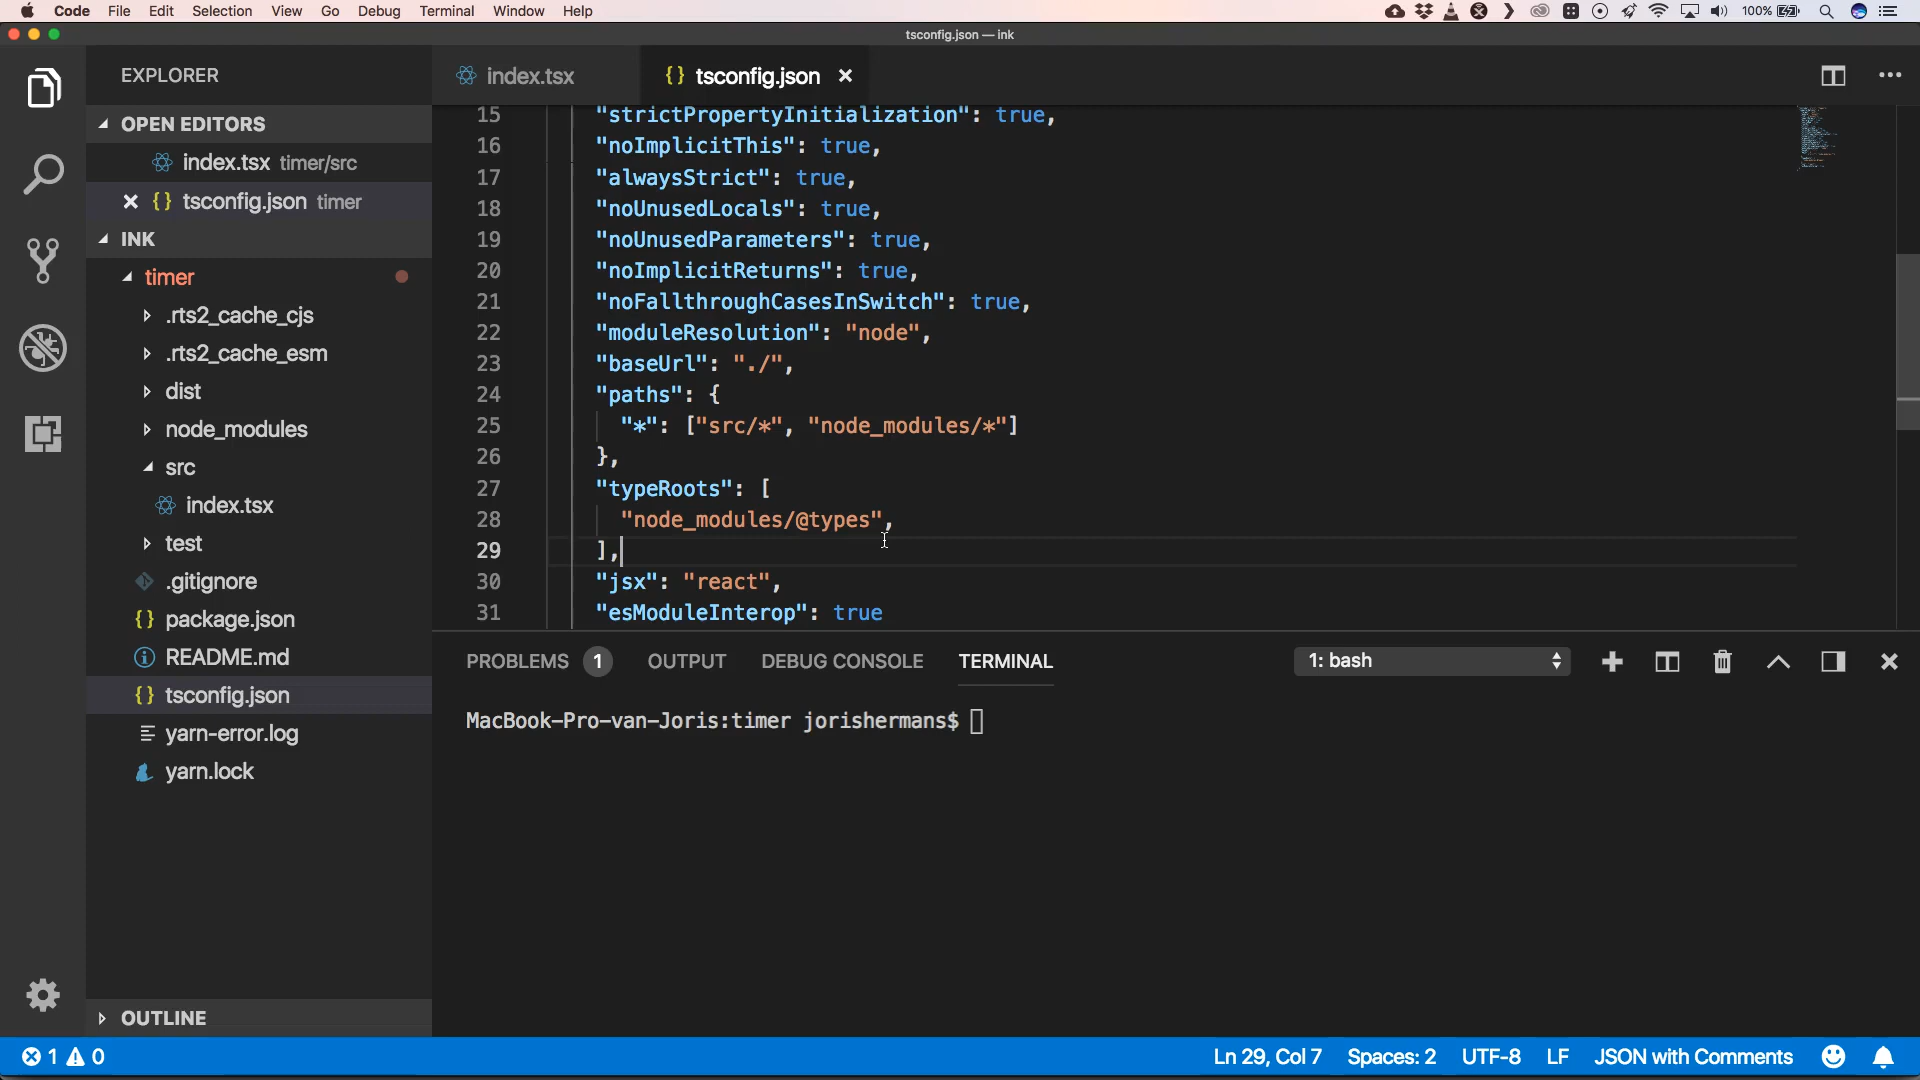 Code File Edit Selection View Go Debug Terminal Window Help 100%
tsconfig.json — ink
EXPLORER
OPEN EDITORS
index.tsx timer/src
tsconfig.json timer
INK
timer
.rts2_cache_cjs
.rts2_cache_esm
dist
node_modules
src
index.tsx
test
.gitignore
package.json
README.md
tsconfig.json
yarn-error.log
yarn.lock
OUTLINE
index.tsx
{} tsconfig.json
15 "strictPropertyInitialization": true,
16 "noImplicitThis": true,
17 "alwaysStrict": true,
18 "noUnusedLocals": true,
19 "noUnusedParameters": true,
20 "noImplicitReturns": true,
21 "noFallthroughCasesInSwitch": true,
22 "moduleResolution": "node",
23 "baseUrl": "./",
24 "paths": {
25 "*": ["src/*", "node_modules/*"]
26 },
27 "typeRoots": [
28 "node_modules/@types",
29 ],
30 "jsx": "react",
31 "esModuleInterop": true
PROBLEMS 1 OUTPUT DEBUG CONSOLE TERMINAL 1: bash
MacBook-Pro-van-Joris:timer jorishermans$
1 0 Ln 29, Col 7 Spaces: 2 UTF-8 LF JSON with Comments